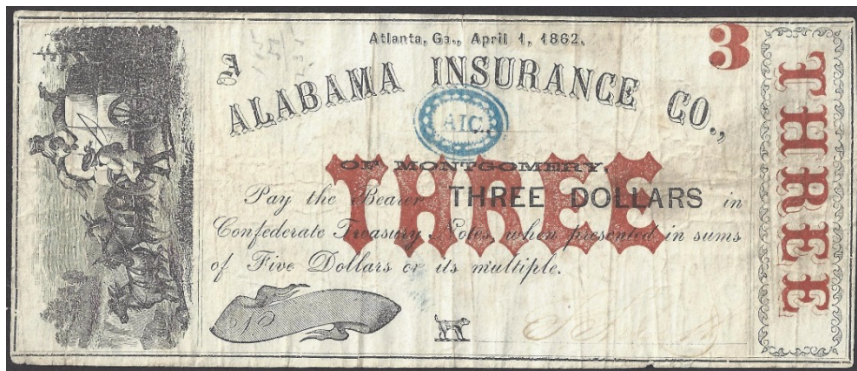 Atlanta, Ga., April 1, 1862.
3
A
ALABAMA INSURANCE CO.,
AIC.
OF MONTGOMERY
THREE
Pay the Bearer THREE DOLLARS in
Confederate Treasury Notes, when presented in sums
of Five Dollars or its multiple.
THREE